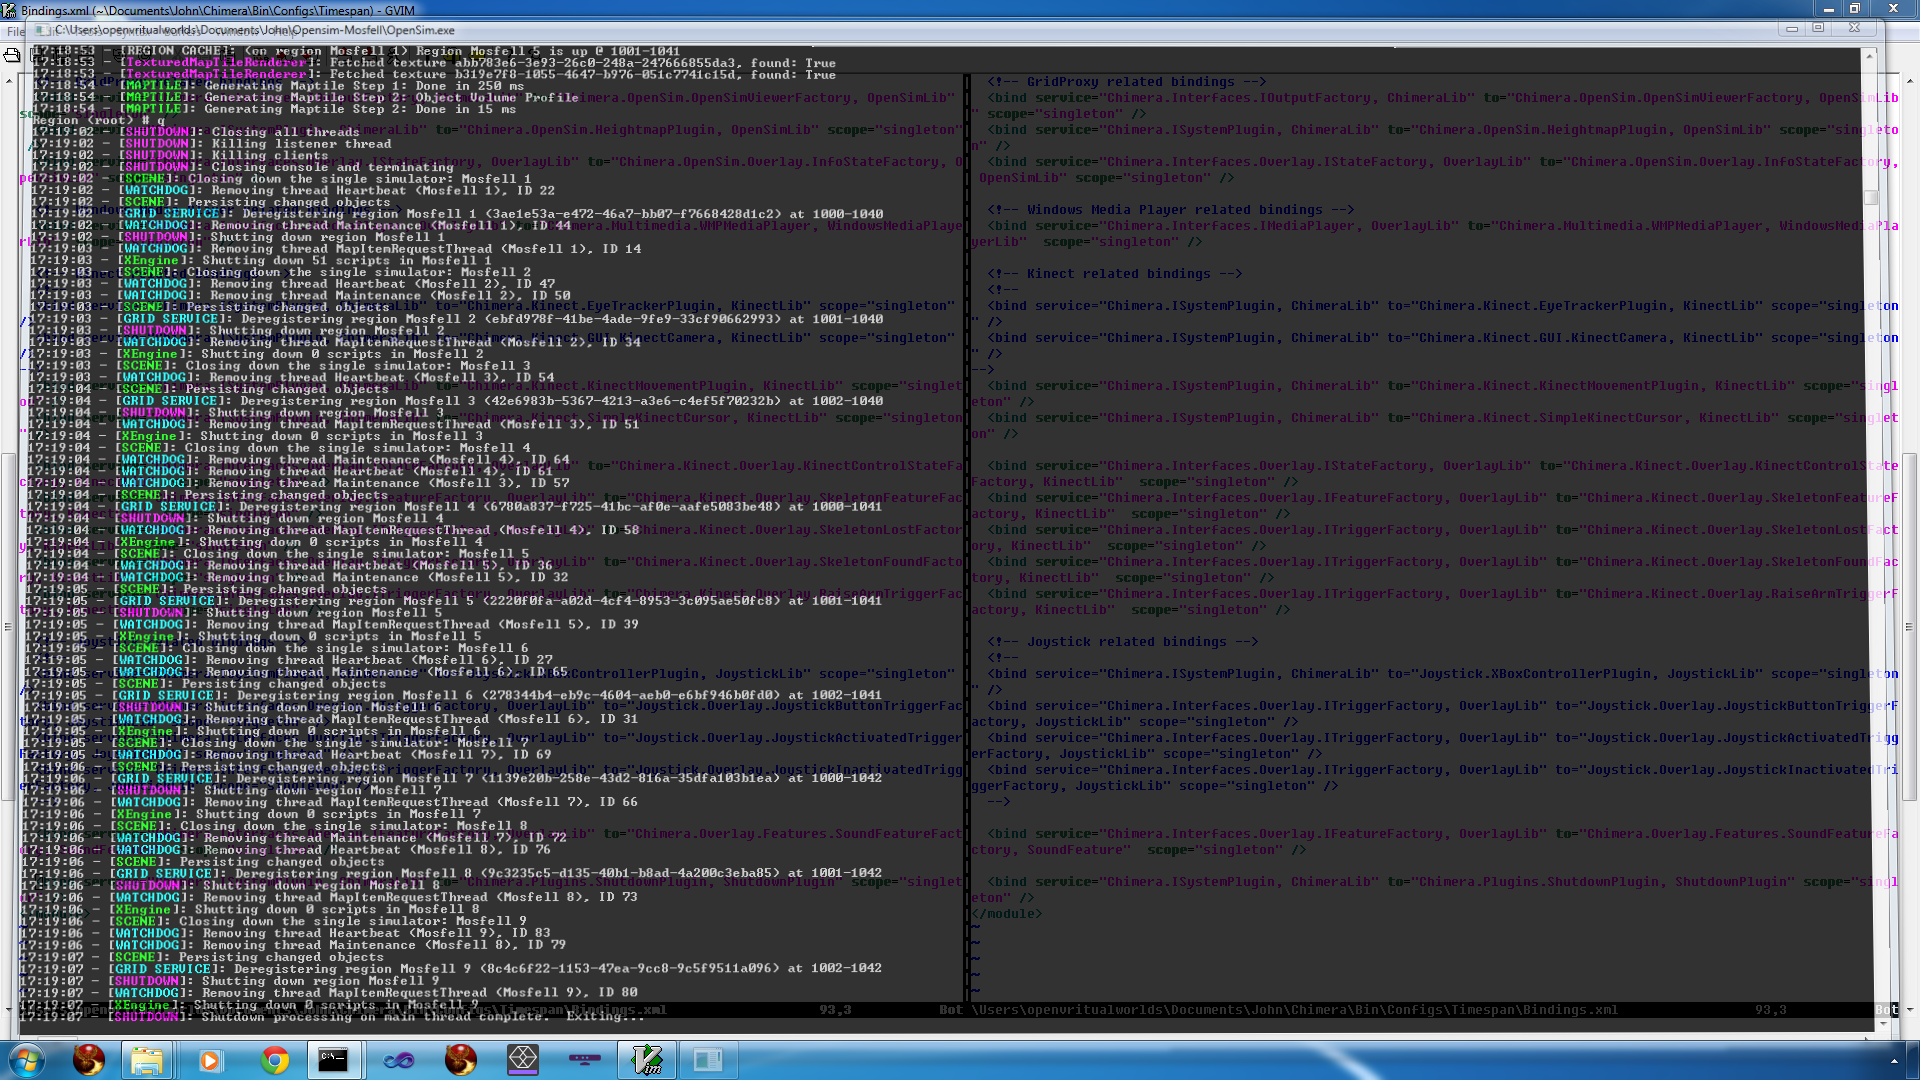 Bindings.xml (~\Documents\John\Chimera\Bin\Configs\Timespan) - GVIM
C:\Users\openvritualworlds\Documents\John\Opensim-Mosfell\OpenSim.exe
17:18:53 - [REGION CACHE]: (on region Mosfell 1) Region Mosfell 5 is up @ 1001-1041
17:18:53 - [TexturedMapTileRenderer]: Fetched texture , found: True
17:18:53 - [TexturedMapTileRenderer]: Fetched texture b319e7f8-1055-4647-b976-051c7741c15d, found: True
17:18:54 - [MAPTILE]: Generating Maptile Step 1: Done in 250 ms
17:18:54 - [MAPTILE]: Generating Maptile Step 2: Object Volume Profile
17:18:54 - [MAPTILE]: Generating Maptile Step 2: Done in 15 ms
Region (root) # q
17:19:02 - [SHUTDOWN]: Closing all threads
17:19:02 - [SHUTDOWN]: Killing listener thread
17:19:02 - [SHUTDOWN]: Killing clients
17:19:02 - [SHUTDOWN]: Closing console and terminating
17:19:02 - [SCENE]: Closing down the single simulator: Mosfell 1
17:19:02 - [WATCHDOG]: Removing thread Heartbeat (Mosfell 1), ID 22
17:19:02 - [SCENE]: Persisting changed objects
17:19:02 - [GRID SERVICE]: Deregistering region Mosfell 1 (3ae1e53a-e472-46a7-bb07-f7668428d1c2) at 1000-1040
17:19:02 - [WATCHDOG]: Removing thread Maintenance (Mosfell 1), ID 44
17:19:02 - [SHUTDOWN]: Shutting down region Mosfell 1
17:19:02 - [WATCHDOG]: Removing thread MapItemRequestThread (Mosfell 1), ID 14
17:19:03 - [XEngine]: Shutting down 51 scripts in Mosfell 1
17:19:03 - [SCENE]: Closing down the single simulator: Mosfell 2
17:19:03 - [WATCHDOG]: Removing thread Heartbeat (Mosfell 2), ID 47
17:19:03 - [WATCHDOG]: Removing thread Maintenance (Mosfell 2), ID 50
17:19:03 - [SCENE]: Persisting changed objects
17:19:03 - [GRID SERVICE]: Deregistering region Mosfell 2 (ebfd978f-41be-4ade-9fe9-33cf90662993) at 1001-1040
17:19:03 - [SHUTDOWN]: Shutting down region Mosfell 2
17:19:03 - [WATCHDOG]: Removing thread MapItemRequestThread (Mosfell 2), ID 34
17:19:03 - [XEngine]: Shutting down 0 scripts in Mosfell 2
17:19:03 - [SCENE]: Closing down the single simulator: Mosfell 3
17:19:03 - [WATCHDOG]: Removing thread Heartbeat (Mosfell 3), ID 54
17:19:04 - [SCENE]: Persisting changed objects
17:19:04 - [GRID SERVICE]: Deregistering region Mosfell 3 (42e6983b-5367-4213-a3e6-c4ef5f70232b) at 1002-1040
17:19:04 - [SHUTDOWN]: Shutting down region Mosfell 3
17:19:04 - [WATCHDOG]: Removing thread MapItemRequestThread (Mosfell 3), ID 51
17:19:04 - [XEngine]: Shutting down 0 scripts in Mosfell 3
17:19:04 - [SCENE]: Closing down the single simulator: Mosfell 4
17:19:04 - [WATCHDOG]: Removing thread Maintenance (Mosfell 4), ID 64
17:19:04 - [WATCHDOG]: Removing thread Heartbeat (Mosfell 4), ID 61
17:19:04 - [WATCHDOG]: Removing thread Maintenance (Mosfell 3), ID 57
17:19:04 - [SCENE]: Persisting changed objects
17:19:04 - [GRID SERVICE]: Deregistering region Mosfell 4 (6780a837-f725-41bc-af0e-aafe5083be48) at 1000-1041
17:19:04 - [SHUTDOWN]: Shutting down region Mosfell 4
17:19:04 - [WATCHDOG]: Removing thread MapItemRequestThread (Mosfell 4), ID 58
17:19:04 - [XEngine]: Shutting down 0 scripts in Mosfell 4
17:19:04 - [SCENE]: Closing down the single simulator: Mosfell 5
17:19:04 - [WATCHDOG]: Removing thread Heartbeat (Mosfell 5), ID 36
17:19:04 - [WATCHDOG]: Removing thread Maintenance (Mosfell 5), ID 32
17:19:05 - [SCENE]: Persisting changed objects
17:19:05 - [GRID SERVICE]: Deregistering region Mosfell 5 (2220f0fa-a02d-4cf4-8953-3c095ae50fc8) at 1001-1041
17:19:05 - [SHUTDOWN]: Shutting down region Mosfell 5
17:19:05 - [WATCHDOG]: Removing thread MapItemRequestThread (Mosfell 5), ID 39
17:19:05 - [XEngine]: Shutting down 0 scripts in Mosfell 5
17:19:05 - [SCENE]: Closing down the single simulator: Mosfell 6
17:19:05 - [WATCHDOG]: Removing thread Heartbeat (Mosfell 6), ID 27
17:19:05 - [WATCHDOG]: Removing thread Maintenance (Mosfell 6), ID 65
17:19:05 - [SCENE]: Persisting changed objects
17:19:05 - [GRID SERVICE]: Deregistering region Mosfell 6 (278344b4-eb9c-4604-aeb0-e6bf946b0fd0) at 1002-1041
17:19:05 - [SHUTDOWN]: Shutting down region Mosfell 6
17:19:05 - [WATCHDOG]: Removing thread MapItemRequestThread (Mosfell 6), ID 31
17:19:05 - [XEngine]: Shutting down 0 scripts in Mosfell 6
17:19:05 - [SCENE]: Closing down the single simulator: Mosfell 7
17:19:05 - [WATCHDOG]: Removing thread Heartbeat (Mosfell 7), ID 69
17:19:06 - [SCENE]: Persisting changed objects
17:19:06 - [GRID SERVICE]: Deregistering region Mosfell 7 (f139e20b-258e-43d2-816a-35dfa103b1ea) at 1000-1042
17:19:06 - [SHUTDOWN]: Shutting down region Mosfell 7
17:19:06 - [WATCHDOG]: Removing thread MapItemRequestThread (Mosfell 7), ID 66
17:19:06 - [XEngine]: Shutting down 0 scripts in Mosfell 7
17:19:06 - [SCENE]: Closing down the single simulator: Mosfell 8
17:19:06 - [WATCHDOG]: Removing thread Maintenance (Mosfell 7), ID 72
17:19:06 - [WATCHDOG]: Removing thread Heartbeat (Mosfell 8), ID 76
17:19:06 - [SCENE]: Persisting changed objects
17:19:06 - [GRID SERVICE]: Deregistering region Mosfell 8 (9c3235c5-d135-40b1-b8ad-4a200c3eba85) at 1001-1042
17:19:06 - [SHUTDOWN]: Shutting down region Mosfell 8
17:19:06 - [WATCHDOG]: Removing thread MapItemRequestThread (Mosfell 8), ID 73
17:19:06 - [XEngine]: Shutting down 0 scripts in Mosfell 8
17:19:06 - [SCENE]: Closing down the single simulator: Mosfell 9
17:19:06 - [WATCHDOG]: Removing thread Heartbeat (Mosfell 9), ID 83
17:19:06 - [WATCHDOG]: Removing thread Maintenance (Mosfell 8), ID 79
17:19:07 - [SCENE]: Persisting changed objects
17:19:07 - [GRID SERVICE]: Deregistering region Mosfell 9 (8c4c6f22-1153-47ea-9cc8-9c5f9511a096) at 1002-1042
17:19:07 - [SHUTDOWN]: Shutting down region Mosfell 9
17:19:07 - [WATCHDOG]: Removing thread MapItemRequestThread (Mosfell 9), ID 80
17:19:07 - [XEngine]: Shutting down 0 scripts in Mosfell 9
17:19:07 - [SHUTDOWN]: Shutdown processing on main thread complete.  Exiting...
<!-- GridProxy related bindings -->
<bind service="Chimera.Interfaces.IOutputFactory, ChimeraLib" to="Chimera.OpenSim.OpenSimViewerFactory, OpenSimLib
" scope="singleton" />
<bind service="Chimera.ISystemPlugin, ChimeraLib" to="Chimera.OpenSim.HeightmapPlugin, OpenSimLib" scope="singleto
n" />
<bind service="Chimera.Interfaces.Overlay.IStateFactory, OverlayLib" to="Chimera.OpenSim.Overlay.InfoStateFactory,
OpenSimLib" scope="singleton" />
<!-- Windows Media Player related bindings -->
<bind service="Chimera.Interfaces.IMediaPlayer, OverlayLib" to="Chimera.Multimedia.WMPMediaPlayer, WindowsMediaPla
yerLib"  scope="singleton" />
<!-- Kinect related bindings -->
<!--
<bind service="Chimera.ISystemPlugin, ChimeraLib" to="Chimera.Kinect.EyeTrackerPlugin, KinectLib" scope="singleton
" />
<bind service="Chimera.ISystemPlugin, ChimeraLib" to="Chimera.Kinect.GUI.KinectCamera, KinectLib" scope="singleton
" />
-->
<bind service="Chimera.ISystemPlugin, ChimeraLib" to="Chimera.Kinect.KinectMovementPlugin, KinectLib" scope="singl
eton" />
<bind service="Chimera.ISystemPlugin, ChimeraLib" to="Chimera.Kinect.SimpleKinectCursor, KinectLib" scope="singlet
on" />
<bind service="Chimera.Interfaces.Overlay.IStateFactory, OverlayLib" to="Chimera.Kinect.Overlay.KinectControlState
Factory, KinectLib"  scope="singleton" />
<bind service="Chimera.Interfaces.Overlay.IFeatureFactory, OverlayLib" to="Chimera.Kinect.Overlay.SkeletonFeatureF
actory, KinectLib"  scope="singleton" />
<bind service="Chimera.Interfaces.Overlay.ITriggerFactory, OverlayLib" to="Chimera.Kinect.Overlay.SkeletonLostFact
ory, KinectLib"  scope="singleton" />
<bind service="Chimera.Interfaces.Overlay.ITriggerFactory, OverlayLib" to="Chimera.Kinect.Overlay.SkeletonFoundFac
tory, KinectLib"  scope="singleton" />
<bind service="Chimera.Interfaces.Overlay.ITriggerFactory, OverlayLib" to="Chimera.Kinect.Overlay.RaiseArmTriggerF
actory, KinectLib"  scope="singleton" />
<!-- Joystick related bindings -->
<!--
<bind service="Chimera.ISystemPlugin, ChimeraLib" to="Joystick.XBoxControllerPlugin, JoystickLib" scope="singleton
" />
<bind service="Chimera.Interfaces.Overlay.ITriggerFactory, OverlayLib" to="Joystick.Overlay.JoystickButtonTriggerF
actory, JoystickLib" scope="singleton" />
<bind service="Chimera.Interfaces.Overlay.ITriggerFactory, OverlayLib" to="Joystick.Overlay.JoystickActivatedTrigg
erFactory, JoystickLib" scope="singleton" />
<bind service="Chimera.Interfaces.Overlay.ITriggerFactory, OverlayLib" to="Joystick.Overlay.JoystickInactivatedTri
ggerFactory, JoystickLib" scope="singleton" />
-->
<bind service="Chimera.Interfaces.Overlay.IFeatureFactory, OverlayLib" to="Chimera.Overlay.Features.SoundFeatureFa
ctory, SoundFeature"  scope="singleton" />
<bind service="Chimera.ISystemPlugin, ChimeraLib" to="Chimera.Plugins.ShutdownPlugin, ShutdownPlugin" scope="singl
eton" />
</module>
~
~
~
~
~
93,3 Bot \Users\openvritualworlds\Documents\John\Chimera\Bin\Configs\Timespan\Bindings.xml 93,3 Bot